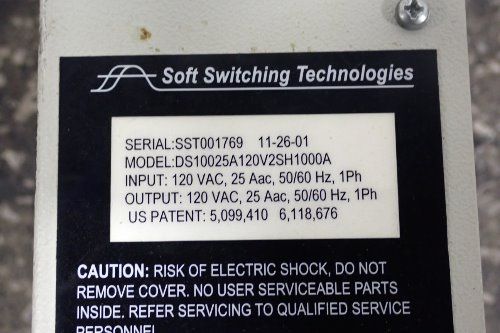 Soft Switching Technologies
SERIAL:SST001769 11-26-01
MODEL:DS10025A120V2SH1000A
INPUT: 120 VAC, 25 Aac, 50/60 Hz, 1Ph
OUTPUT: 120 VAC, 25 Aac, 50/60 Hz, 1Ph
US PATENT: 5,099,410 6,118,676
CAUTION: RISK OF ELECTRIC SHOCK, DO NOT
REMOVE COVER. NO USER SERVICEABLE PARTS
INSIDE. REFER SERVICING TO QUALIFIED SERVICE
PERSONNEL